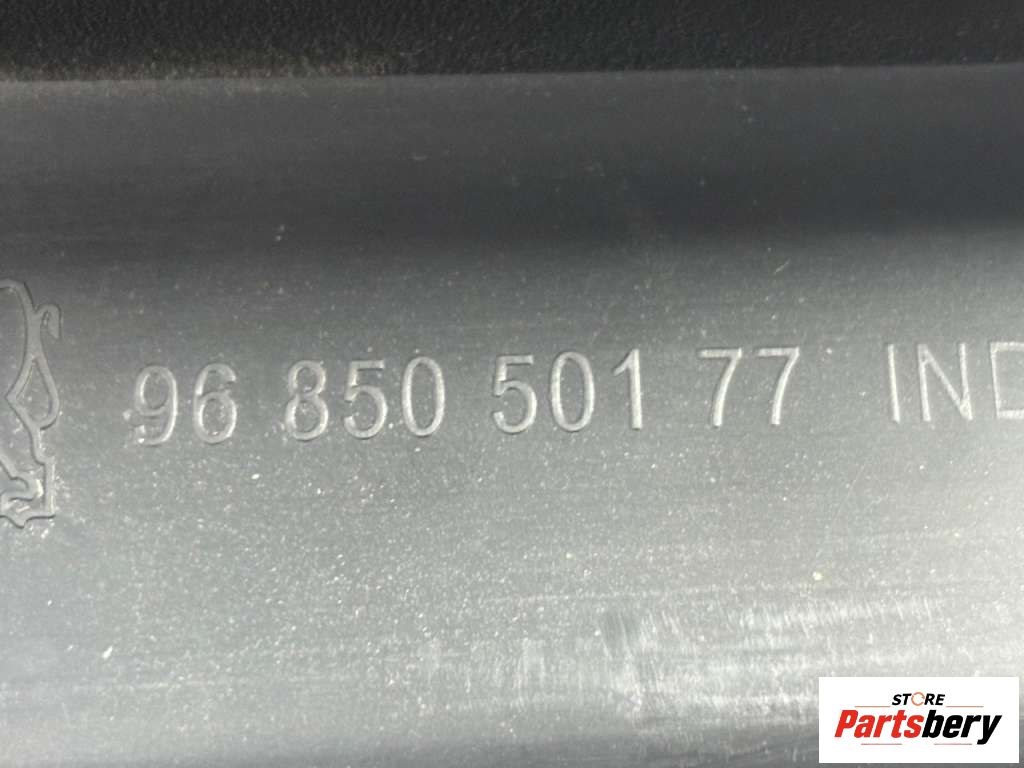 96 850 501 77 IND
STORE
Partsbery